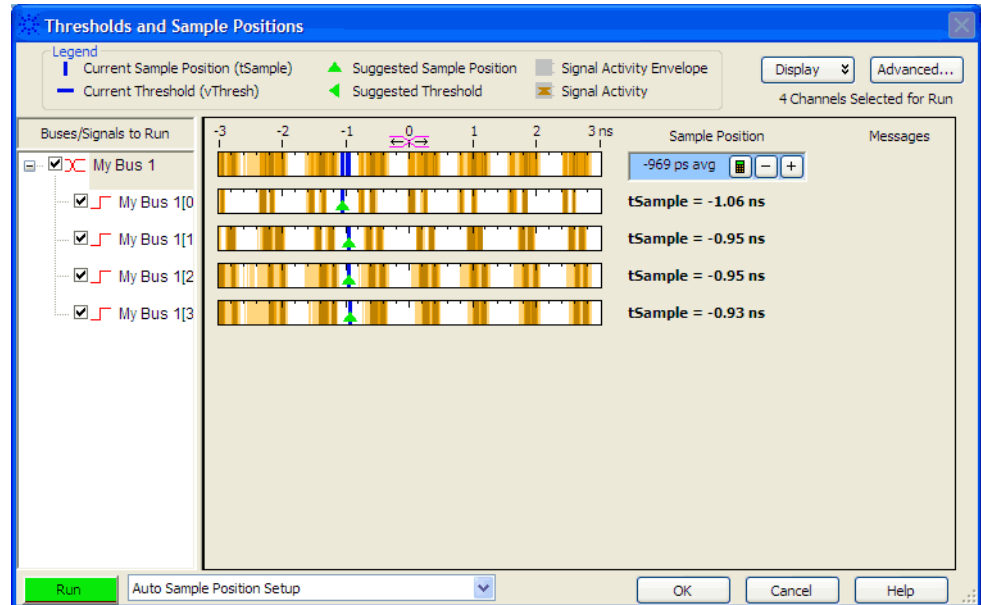 Thresholds and Sample Positions
Legend
Current Sample Position (tSample)
Suggested Sample Position
Signal Activity Envelope
Current Threshold (vThresh)
Suggested Threshold
Signal Activity
Display
Advanced...
4 Channels Selected for Run
Buses/Signals to Run
-3 -2 -1 0 1 2 3 ns
Sample Position
Messages
My Bus 1
-969 ps avg - +
My Bus 1[0
tSample = -1.06 ns
My Bus 1[1
tSample = -0.95 ns
My Bus 1[2
tSample = -0.95 ns
My Bus 1[3
tSample = -0.93 ns
Run
Auto Sample Position Setup
OK
Cancel
Help